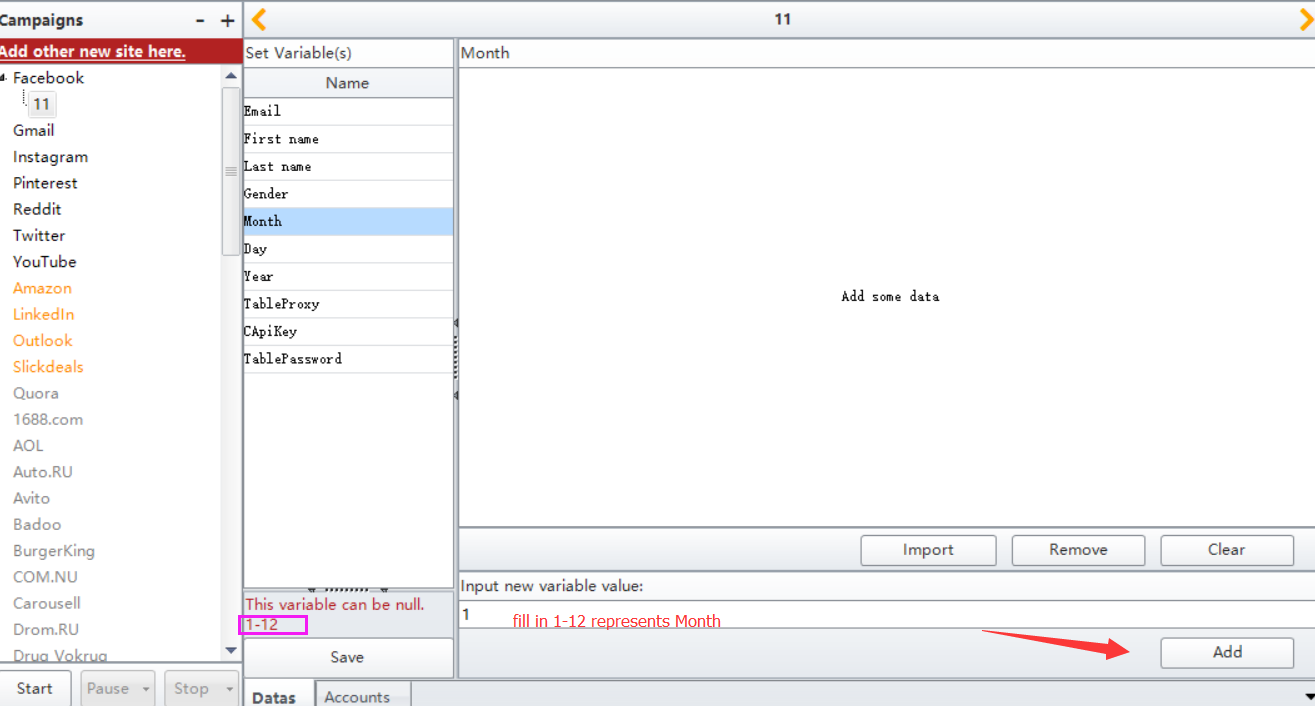 Campaigns
- +
11
Add other new site here.
Set Variable(s)
Month
Facebook
11
Gmail
Instagram
Pinterest
Reddit
Twitter
YouTube
Amazon
LinkedIn
Outlook
Slickdeals
Quora
1688.com
AOL
Auto.RU
Avito
Badoo
BurgerKing
COM.NU
Carousell
Drom.RU
Drug Vokrug
Start
Pause
Stop
Name
Email
First name
Last name
Gender
Month
Day
Year
TableProxy
CApiKey
TablePassword
This variable can be null.
1-12
Save
Datas
Accounts
Add some data
Import
Remove
Clear
Input new variable value:
1
fill in 1-12 represents Month
Add